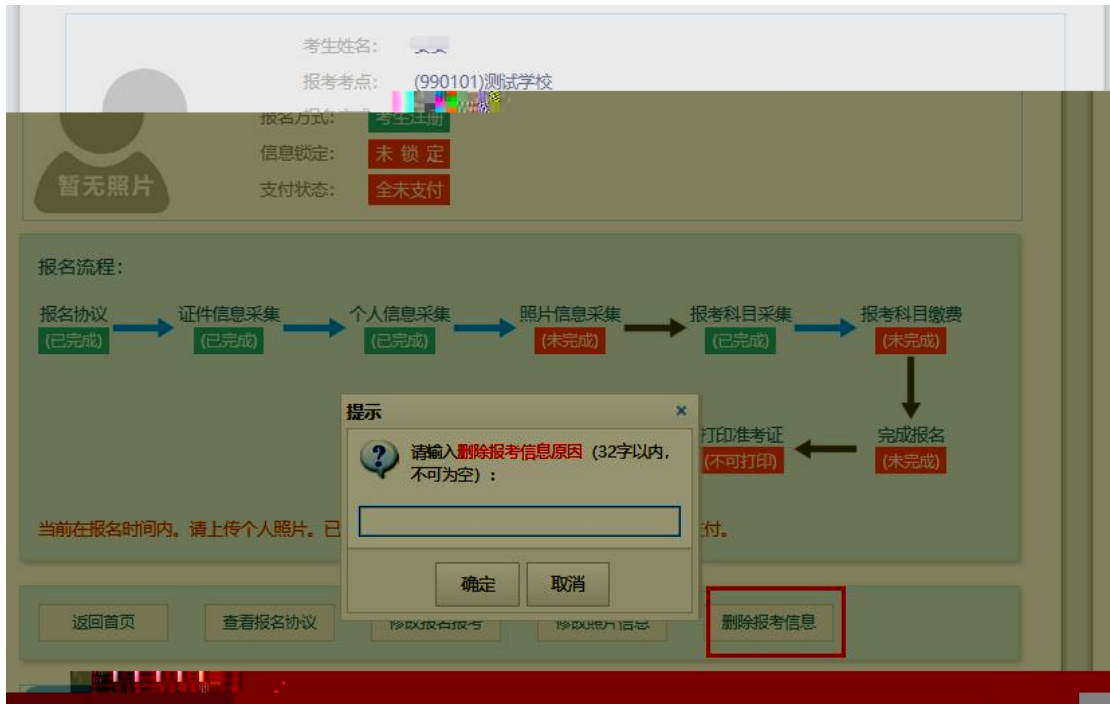 考生姓名：
报考考点： (990101)测试学校
报名方式： 考生注册
信息锁定： 未 锁 定
支付状态： 全未支付
暂无照片
报名流程：
报名协议 证件信息采集 个人信息采集 照片信息采集 报考科目采集 报考科目缴费
(已完成) (已完成) (已完成) (未完成) (已完成) (未完成)
提示 ×
打印准考证 完成报名
(不可打印) (未完成)
请输入删除报考信息原因（32字以内，
不可为空）：
当前在报名时间内。请上传个人照片。已 付。
确定 取消
返回首页 查看报名协议 修改报名报考 修改照片信息 删除报考信息